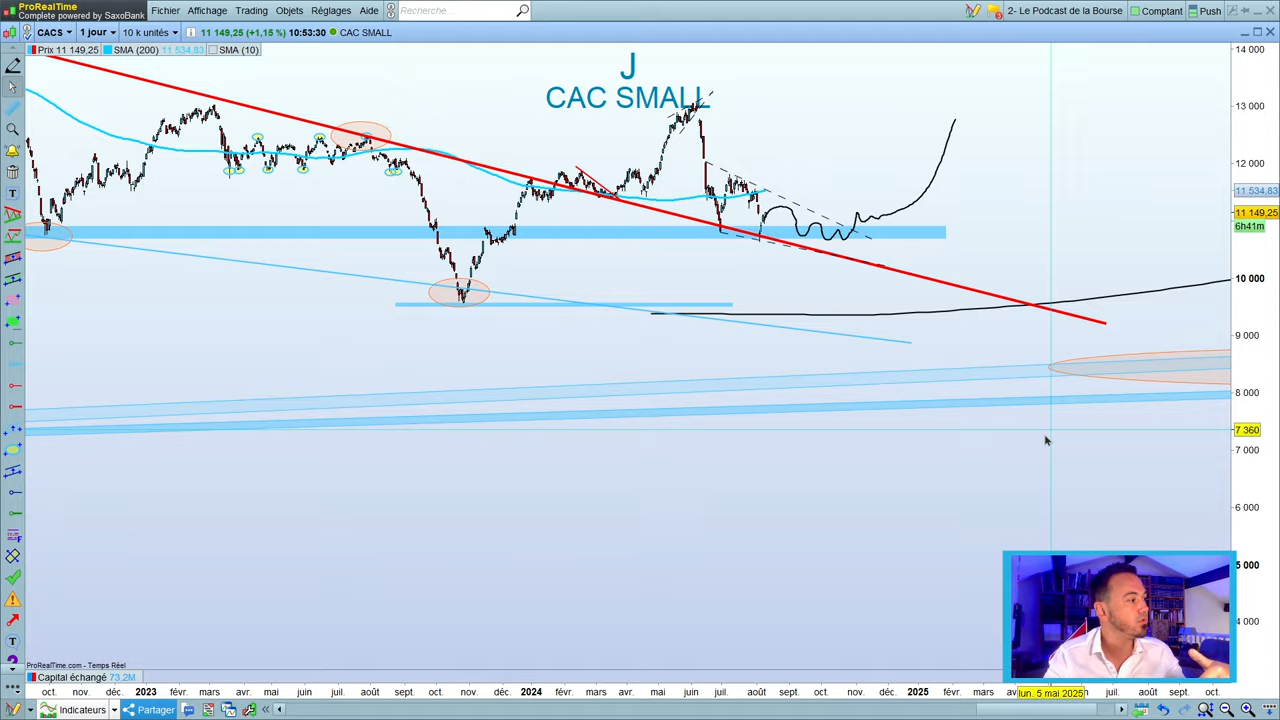 ProRealTime
Complete powered by SaxoBank
Fichier Affichage Trading Objets Réglages Aide
Recherche
2- Le Podcast de la Bourse
Comptant
Push
CACS 1 jour 10 k unités 11 149,25 (+1,15 %) 10:53:30 CAC SMALL
Prix 11 149,25 SMA (200) 11 534,83 SMA (10)
J
CAC SMALL
14 000
13 000
12 000
11 534,83
11 149,25
6h41m
10 000
9 000
8 000
7 360
7 000
6 000
5 000
4 000
ProRealTime.com - Temps Réel
Capital échangé 73,2M
oct. nov. déc. 2023 févr. mars avr. mai juin juil. août sept. oct. nov. déc. 2024 févr. mars avr. mai juin juil. août sept. oct. nov. déc. 2025 févr. mars lun. 5 mai 2025 juil. août sept. oct.
Indicateurs
Partager